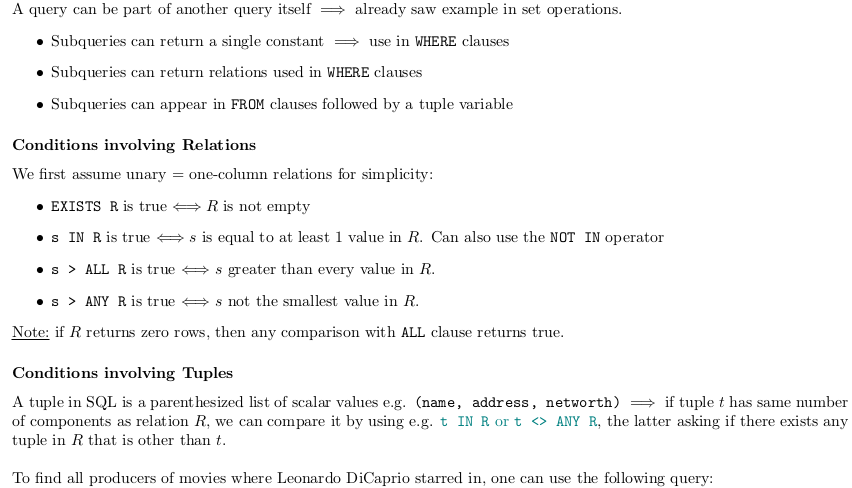 A query can be part of another query itself ⟹ already saw example in set operations.
• Subqueries can return a single constant ⟹ use in WHERE clauses
• Subqueries can return relations used in WHERE clauses
• Subqueries can appear in FROM clauses followed by a tuple variable
Conditions involving Relations
We first assume unary = one-column relations for simplicity:
• EXISTS R is true ⟺ R is not empty
• s IN R is true ⟺ s is equal to at least 1 value in R. Can also use the NOT IN operator
• s > ALL R is true ⟺ s greater than every value in R.
• s > ANY R is true ⟺ s not the smallest value in R.
Note: if R returns zero rows, then any comparison with ALL clause returns true.
Conditions involving Tuples
A tuple in SQL is a parenthesized list of scalar values e.g. (name, address, networth) ⟹ if tuple t has same number
of components as relation R, we can compare it by using e.g. t IN R or t <> ANY R, the latter asking if there exists any
tuple in R that is other than t.
To find all producers of movies where Leonardo DiCaprio starred in, one can use the following query: